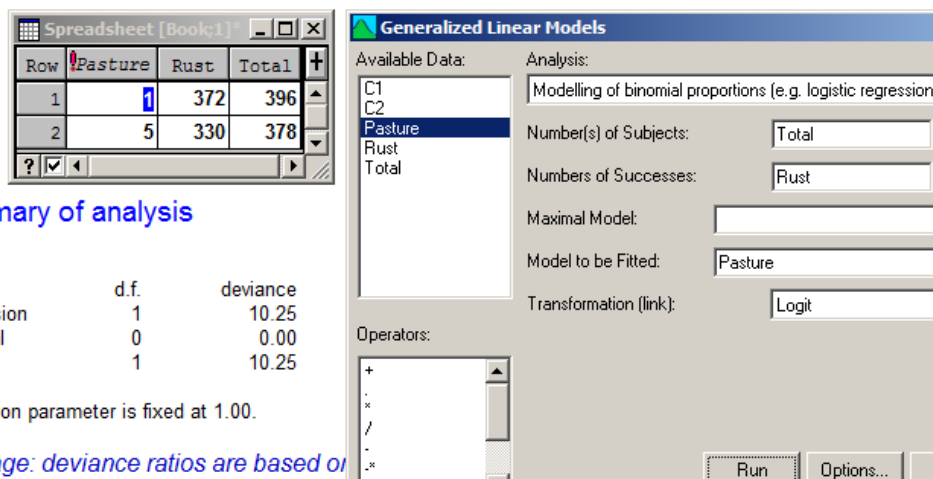 Spreadsheet [Book;1]*
Row !Pasture Rust Total +
1 1 372 396
2 5 330 378
?
mary of analysis
d.f. deviance
sion 1 10.25
l 0 0.00
1 10.25
on parameter is fixed at 1.00.
ge: deviance ratios are based on
Generalized Linear Models
Available Data:
C1
C2
Pasture
Rust
Total
Operators:
+
.
*
/
-
.*
Analysis:
Modelling of binomial proportions (e.g. logistic regression
Number(s) of Subjects: Total
Numbers of Successes: Rust
Maximal Model:
Model to be Fitted: Pasture
Transformation (link): Logit
Run Options...